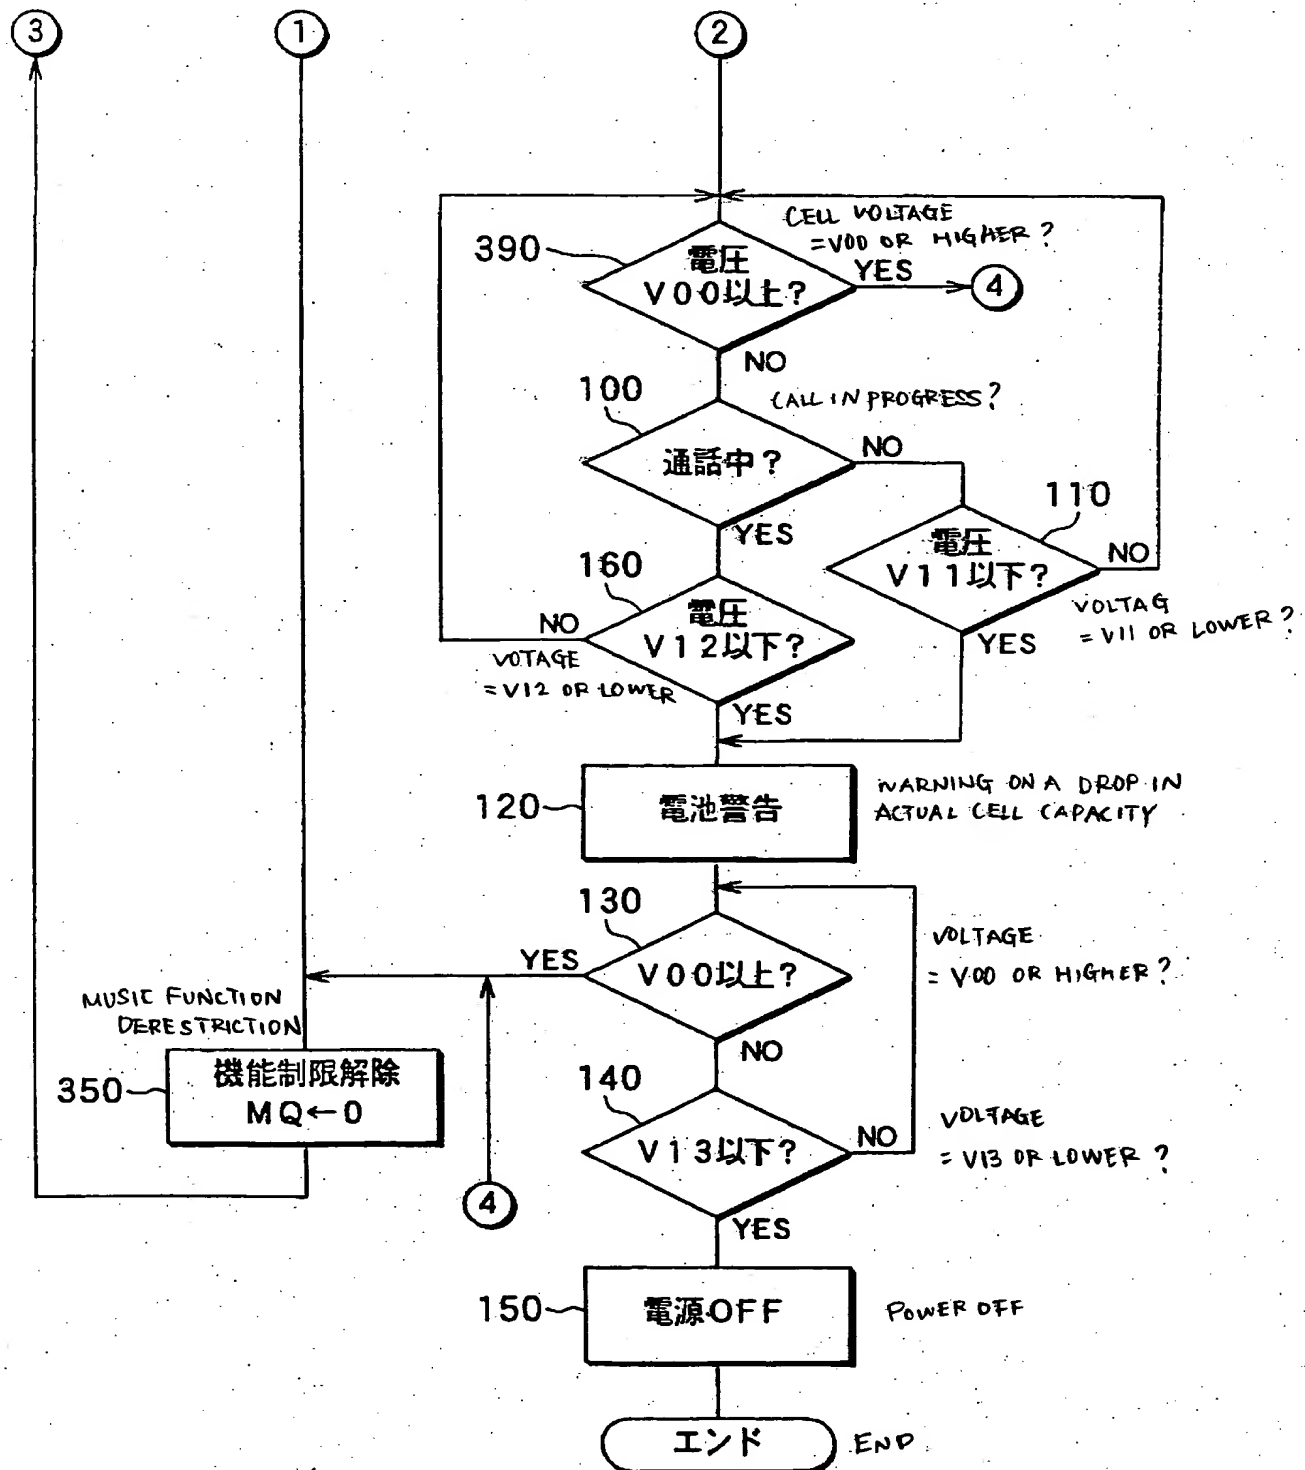 ③
①
②
CELL VOLTAGE
=V00 OR HIGHER?
390
電圧
V00以上?
YES
④
NO
100
CALL IN PROGRESS?
通話中?
NO
YES
110
電圧
V11以下?
NO
VOLTAG
=V11 OR LOWER?
YES
160
電圧
V12以下?
NO
VOTAGE
=V12 OR LOWER
YES
120
電池警告
WARNING ON A DROP IN
ACTUAL CELL CAPACITY
130
V00以上?
YES
VOLTAGE
= V00 OR HIGHER?
NO
MUSIC FUNCTION
DERESTRICTION
350
機能制限解除
MQ←0
140
V13以下?
NO
VOLTAGE
= V13 OR LOWER?
④
YES
150
電源OFF
POWER OFF
エンド
END